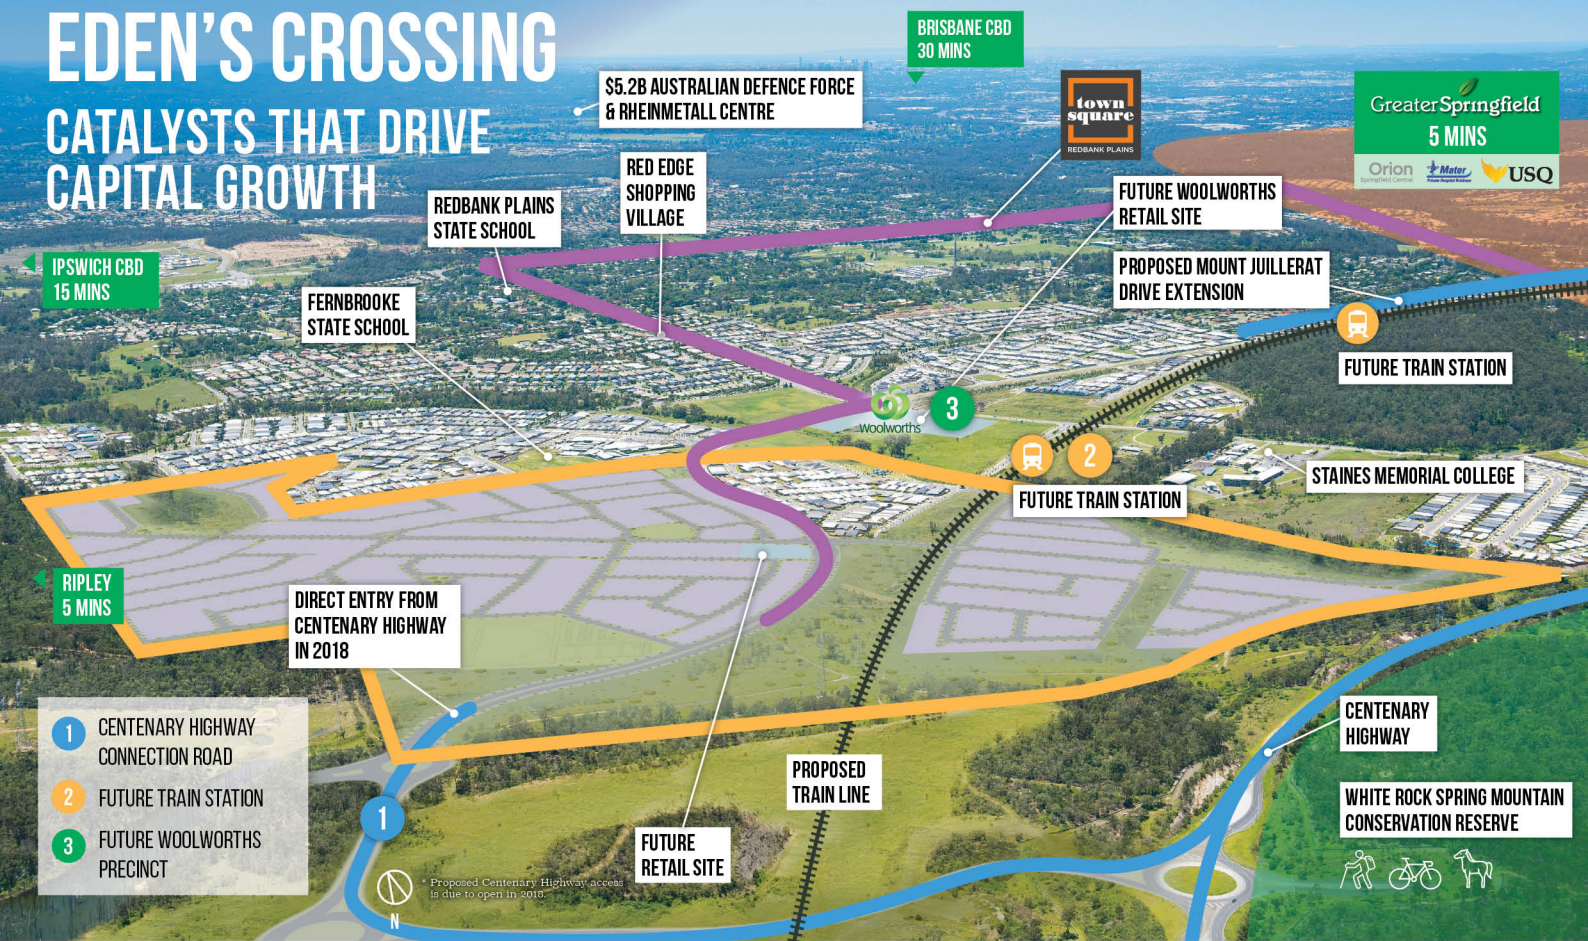 EDEN'S CROSSING
CATALYSTS THAT DRIVE
CAPITAL GROWTH
BRISBANE CBD
30 MINS
$5.2B AUSTRALIAN DEFENCE FORCE
& RHEINMETALL CENTRE
town
square
REDBANK PLAINS
Greater Springfield
5 MINS
Orion
Springfield Central
Mater
Private Hospital Brisbane
USQ
RED EDGE
SHOPPING
VILLAGE
REDBANK PLAINS
STATE SCHOOL
FUTURE WOOLWORTHS
RETAIL SITE
IPSWICH CBD
15 MINS
PROPOSED MOUNT JUILLERAT
DRIVE EXTENSION
FERNBROOKE
STATE SCHOOL
FUTURE TRAIN STATION
woolworths
3
2
FUTURE TRAIN STATION
STAINES MEMORIAL COLLEGE
RIPLEY
5 MINS
DIRECT ENTRY FROM
CENTENARY HIGHWAY
IN 2018
CENTENARY
HIGHWAY
1 CENTENARY HIGHWAY
CONNECTION ROAD
2 FUTURE TRAIN STATION
3 FUTURE WOOLWORTHS
PRECINCT
1
PROPOSED
TRAIN LINE
FUTURE
RETAIL SITE
WHITE ROCK SPRING MOUNTAIN
CONSERVATION RESERVE
* Proposed Centenary Highway access
is due to open in 2018.
N